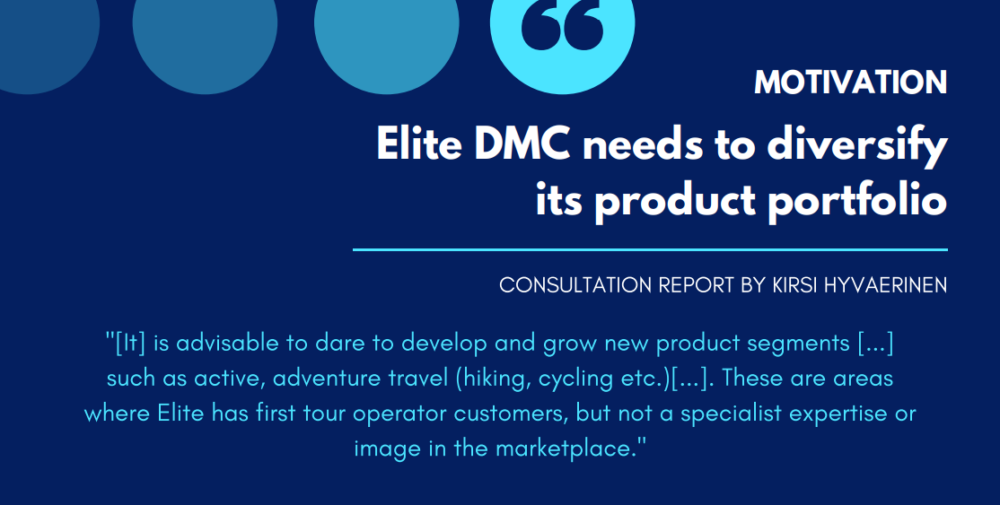 “
MOTIVATION
Elite DMC needs to diversify
its product portfolio
CONSULTATION REPORT BY KIRSI HYVAERINEN
"[It] is advisable to dare to develop and grow new product segments [...]
such as active, adventure travel (hiking, cycling etc.)[...]. These are areas
where Elite has first tour operator customers, but not a specialist expertise or
image in the marketplace."